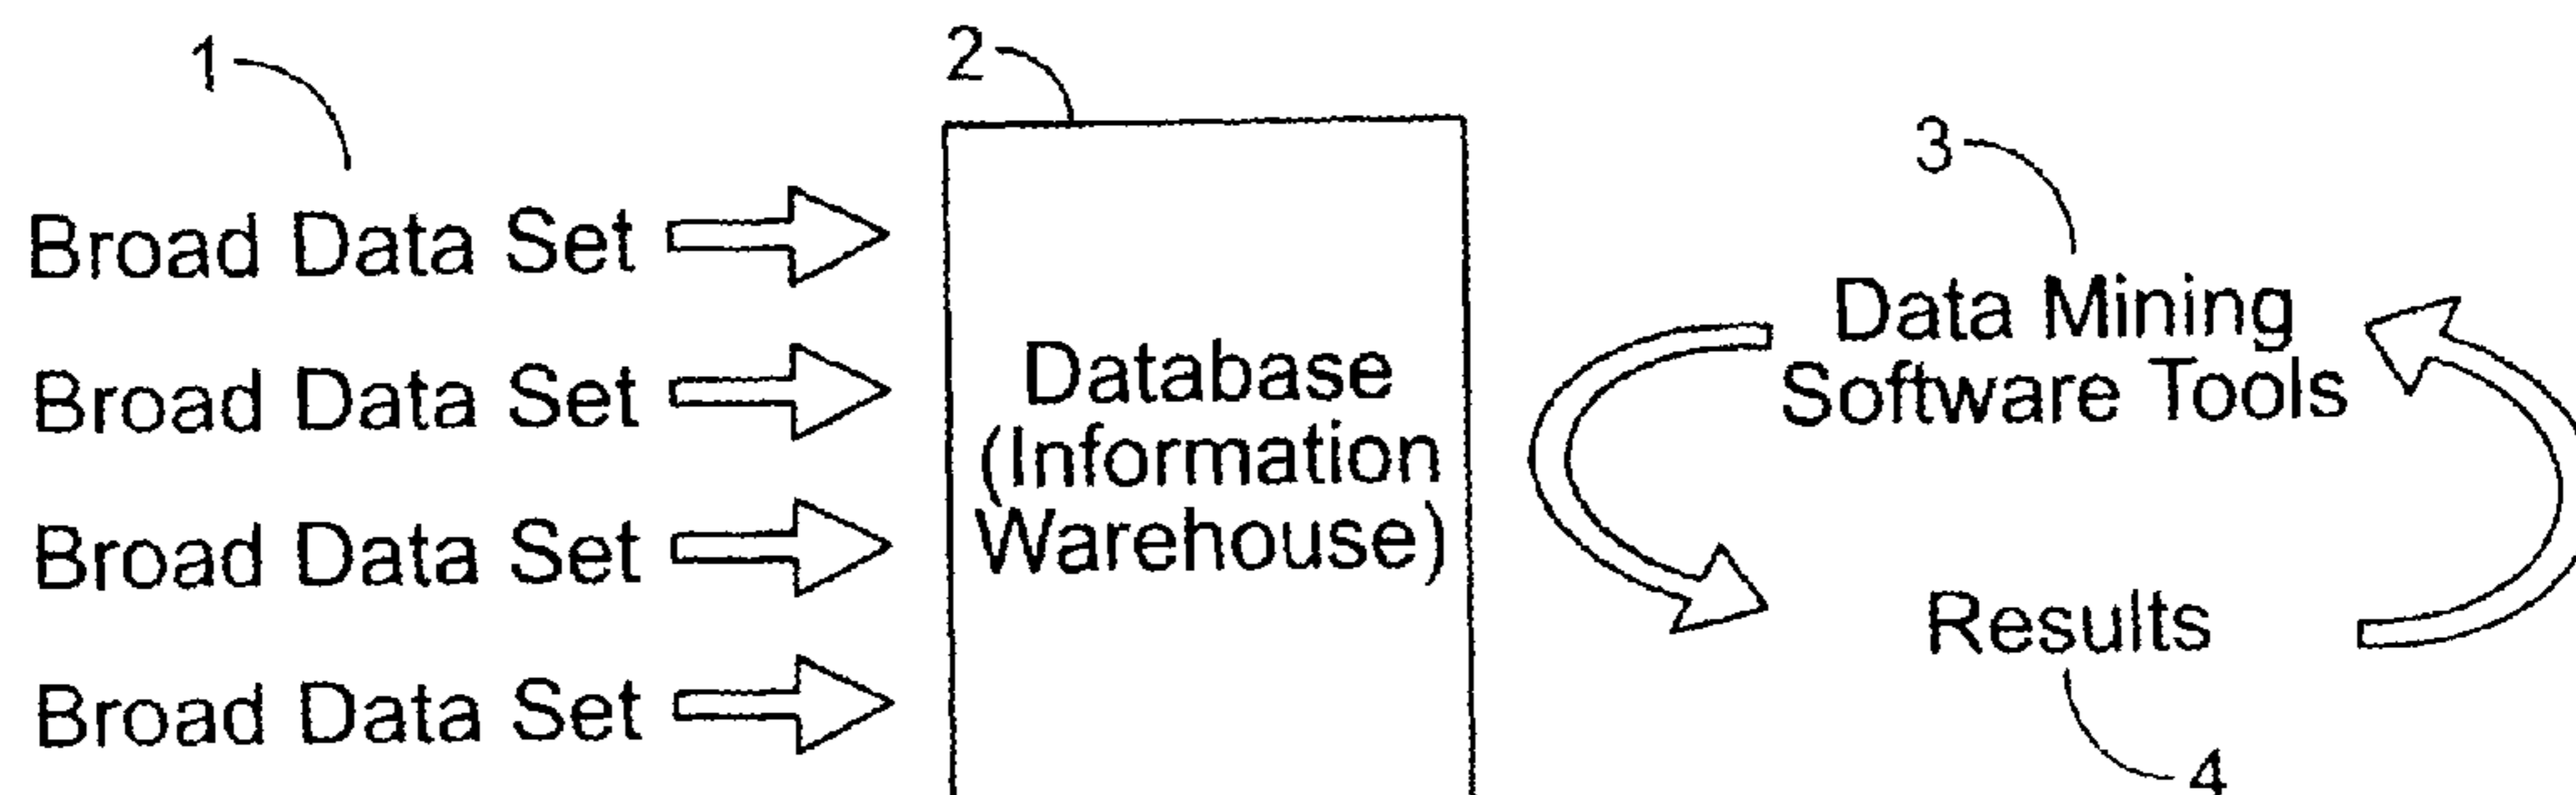 1
Broad Data Set
Broad Data Set
Broad Data Set
Broad Data Set
2
Database
(Information
Warehouse)
3
Data Mining
Software Tools
Results
4